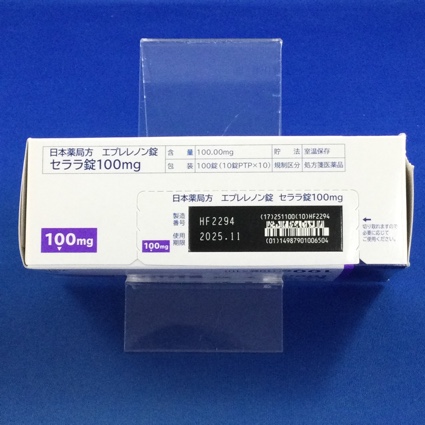 日本薬局方 エプレレノン錠
セララ錠100mg
含 量 100.00mg 貯 法 室温保存
包 装 100錠(10錠PTP×10) 規制区分 処方箋医薬品
日本薬局方 エプレレノン錠 セララ錠100mg
製造番号 HF2294
使用期限 2025.11
(17)251100(10)HF2294
(01)14987901006504
100mg
100mg
切り取れますので
必要に応じて
ご使用ください。